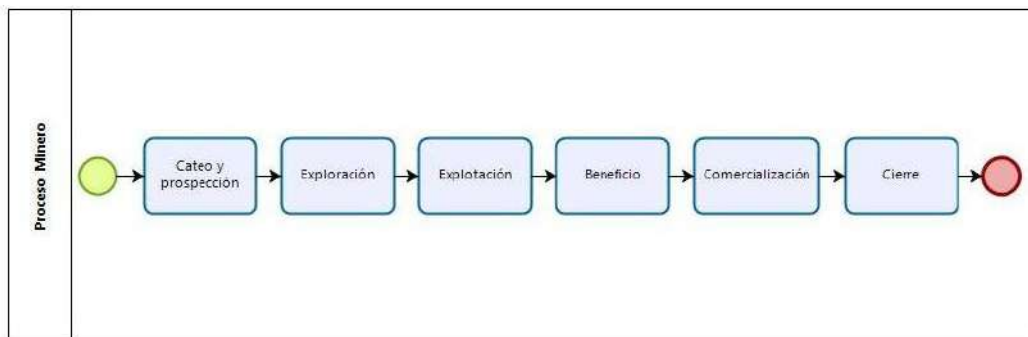 Proceso Minero
Cateo y
prospección
Exploración
Explotación
Beneficio
Comercialización
Cierre